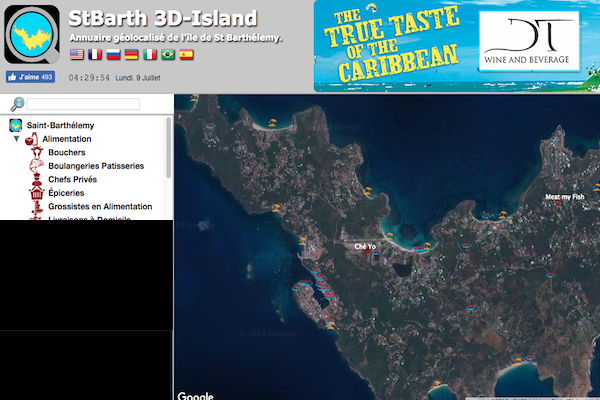 StBarth 3D-Island
Annuaire géolocalisé de l'île de St Barthélemy.
J'aime 493
04:29:54 Lundi. 9 Juillet
THE
TRUE TASTE
OF THE
CARIBBEAN
DT
WINE AND BEVERAGE
Saint-Barthélemy
Alimentation
Bouchers
Boulangeries Patisseries
Chefs Privés
Épiceries
Grossistes en Alimentation
Livraisons à Domicile
Meat my Fish
Ché Yo
Google